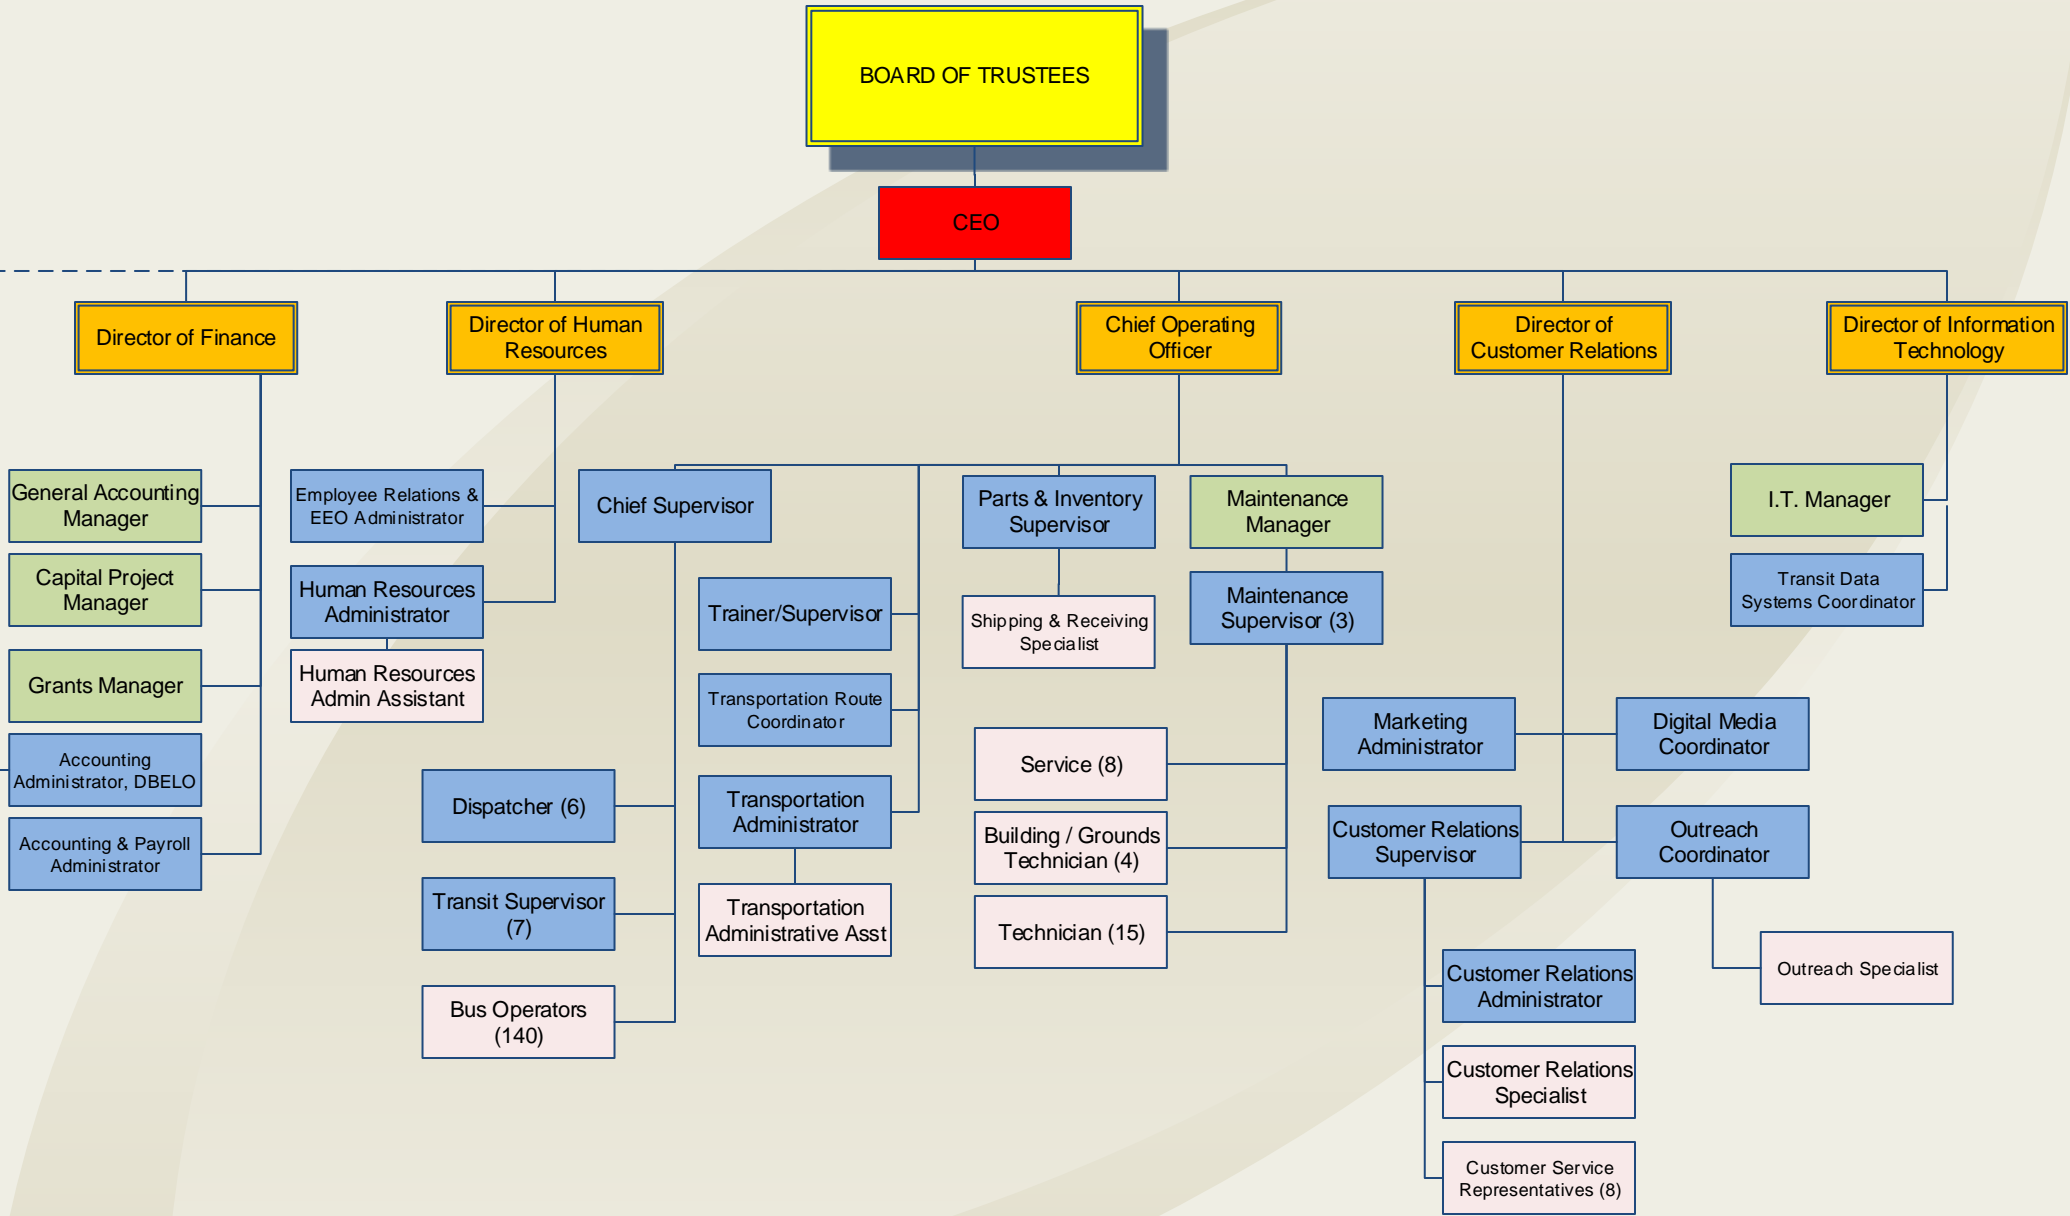 BOARD OF TRUSTEES
CEO
Director of Finance
Director of Human
Resources
Chief Operating
Officer
Director of
Customer Relations
Director of Information
Technology
General Accounting
Manager
Capital Project
Manager
Grants Manager
Accounting
Administrator, DBELO
Accounting & Payroll
Administrator
Employee Relations &
EEO Administrator
Human Resources
Administrator
Human Resources
Admin Assistant
Chief Supervisor
Dispatcher (6)
Transit Supervisor
(7)
Bus Operators
(140)
Trainer/Supervisor
Transportation Route
Coordinator
Transportation
Administrator
Transportation
Administrative Asst
Parts & Inventory
Supervisor
Shipping & Receiving
Specialist
Maintenance
Manager
Maintenance
Supervisor (3)
Service (8)
Building / Grounds
Technician (4)
Technician (15)
Marketing
Administrator
Digital Media
Coordinator
Customer Relations
Supervisor
Outreach
Coordinator
Customer Relations
Administrator
Customer Relations
Specialist
Customer Service
Representatives (8)
Outreach Specialist
I.T. Manager
Transit Data
Systems Coordinator